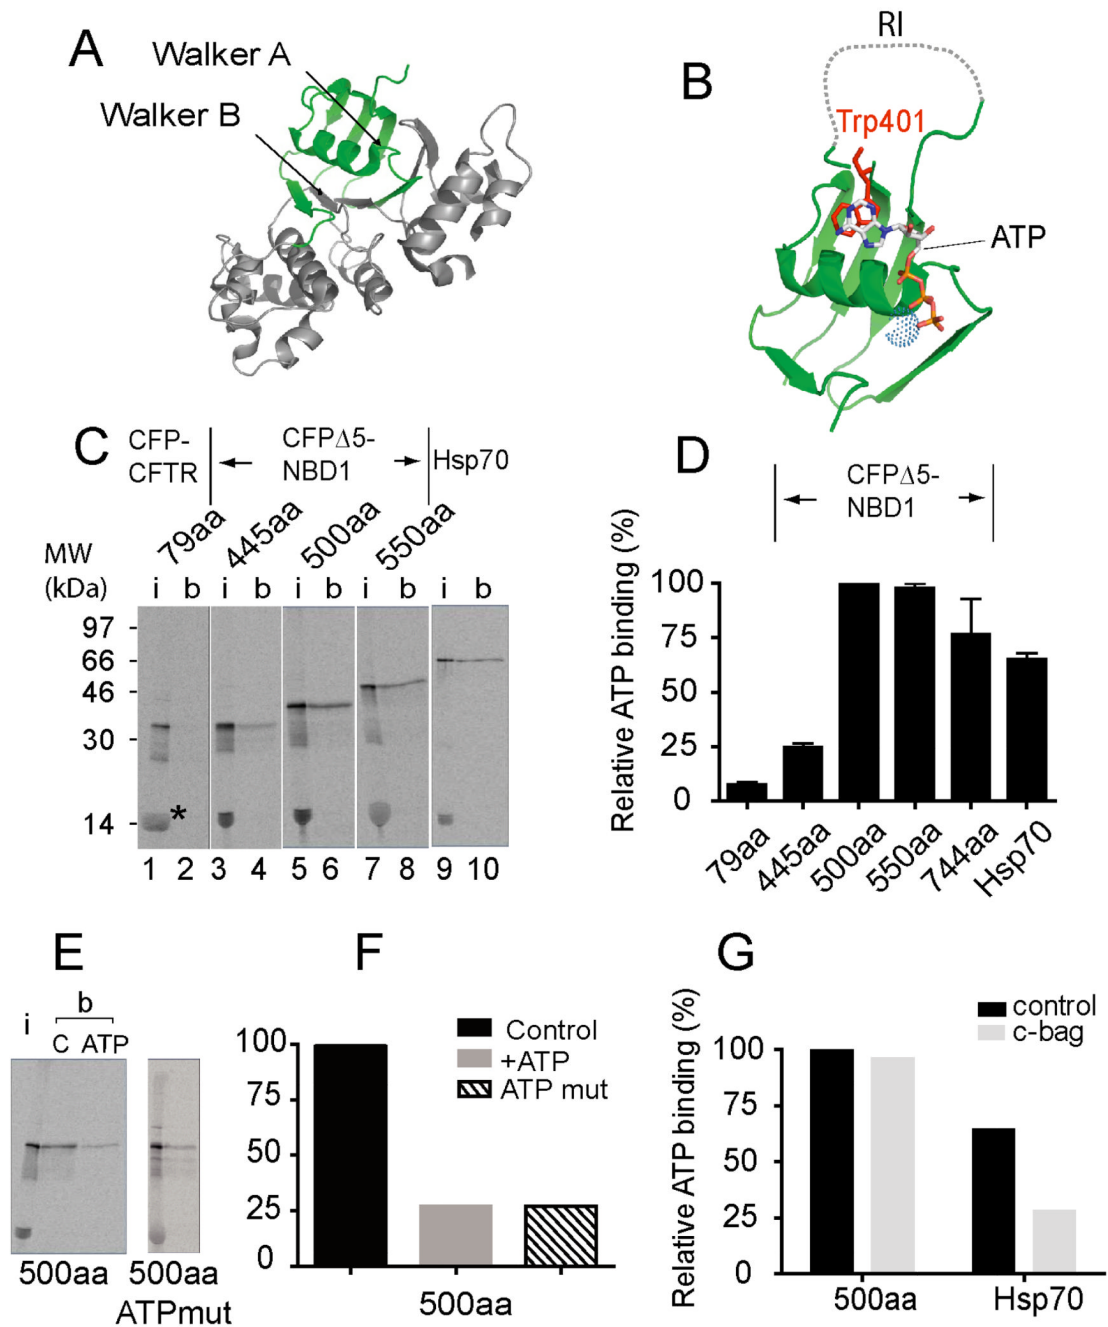 A
Walker A
Walker B
B
RI
Trp401
ATP
C
CFP-
CFTR
CFPΔ5-
NBD1
Hsp70
79aa
445aa
500aa
550aa
MW
(kDa)
i b i b i b i b i b
97
66
46
30
14
*
1 2 3 4 5 6 7 8 9 10
D
CFPΔ5-
NBD1
Relative ATP binding (%)
100
75
50
25
0
79aa
445aa
500aa
550aa
744aa
Hsp70
E
b
i
C ATP
500aa
500aa
ATPmut
F
100
75
50
25
0
Control
+ATP
ATP mut
500aa
G
Relative ATP binding (%)
100
75
50
25
0
control
c-bag
500aa
Hsp70